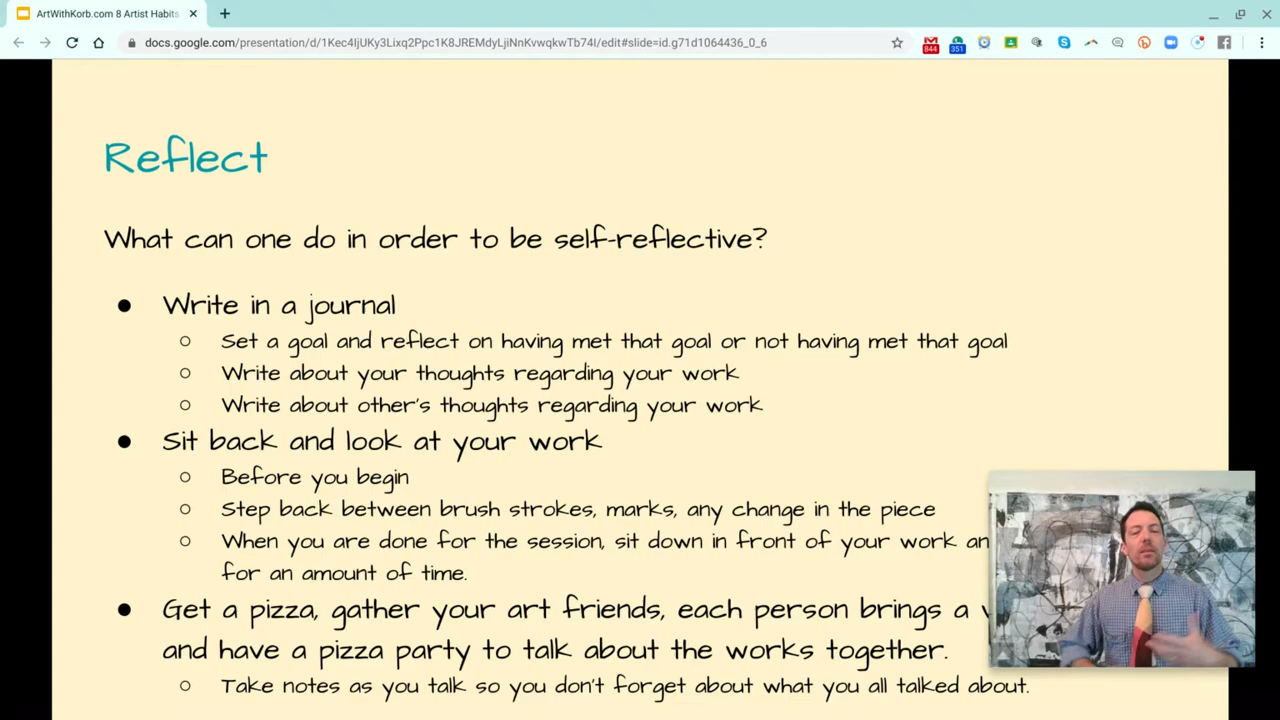 ArtWithKorb.com 8 Artist Habits
docs.google.com/presentation/d/1Kec4IjUKy3Lixq2Ppc1K8JREMdyLjiNnKvwqkwTb74I/edit#slide=id.g71d1064436_0_6
844
351
Reflect
What can one do in order to be self-reflective?
● Write in a journal
○ Set a goal and reflect on having met that goal or not having met that goal
○ Write about your thoughts regarding your work
○ Write about other's thoughts regarding your work
● Sit back and look at your work
○ Before you begin
○ Step back between brush strokes, marks, any change in the piece
○ When you are done for the session, sit down in front of your work
for an amount of time.
● Get a pizza, gather your art friends, each person brings a
and have a pizza party to talk about the works together.
○ Take notes as you talk so you don't forget about what you all talked about.